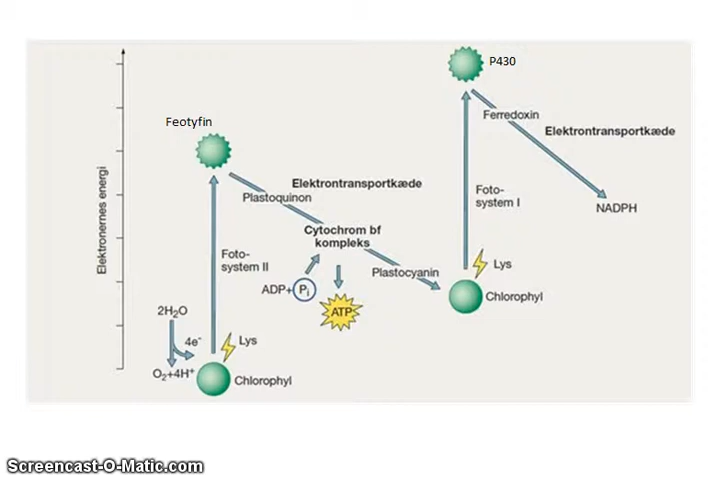 P430
Ferredoxin
Elektrontransportkæde
Feotyfin
Elektronernes energi
Elektrontransportkæde
Plastoquinon
Foto-
system I
NADPH
Cytochrom bf
kompleks
Foto-
system II
Plastocyanin
Lys
ADP+Pi
Chlorophyl
2H2O
ATP
4e-
Lys
O2+4H+
Chlorophyl
Screencast-O-Matic.com